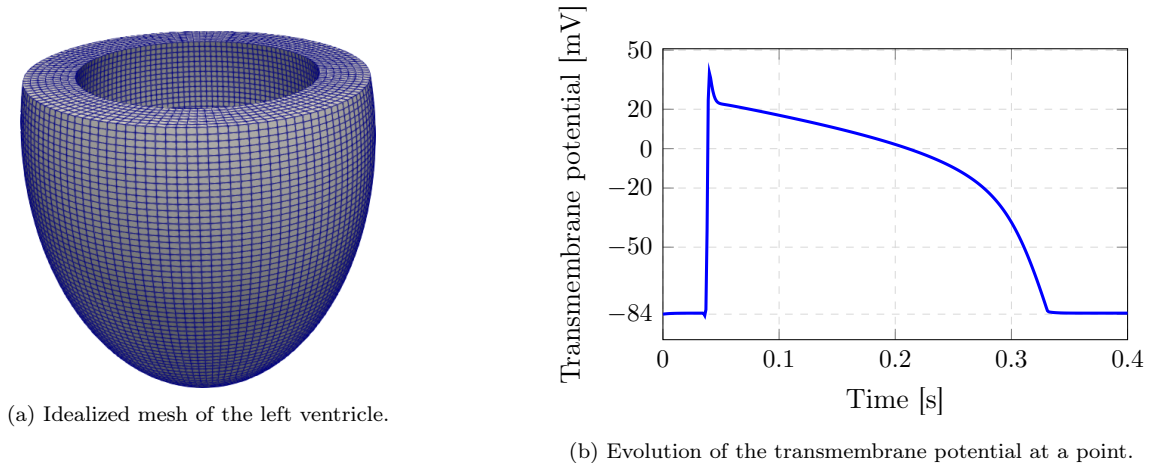 (a) Idealized mesh of the left ventricle.
Transmembrane potential [mV]
50
20
0
−20
−50
−84
0 0.1 0.2 0.3 0.4
Time [s]
(b) Evolution of the transmembrane potential at a point.